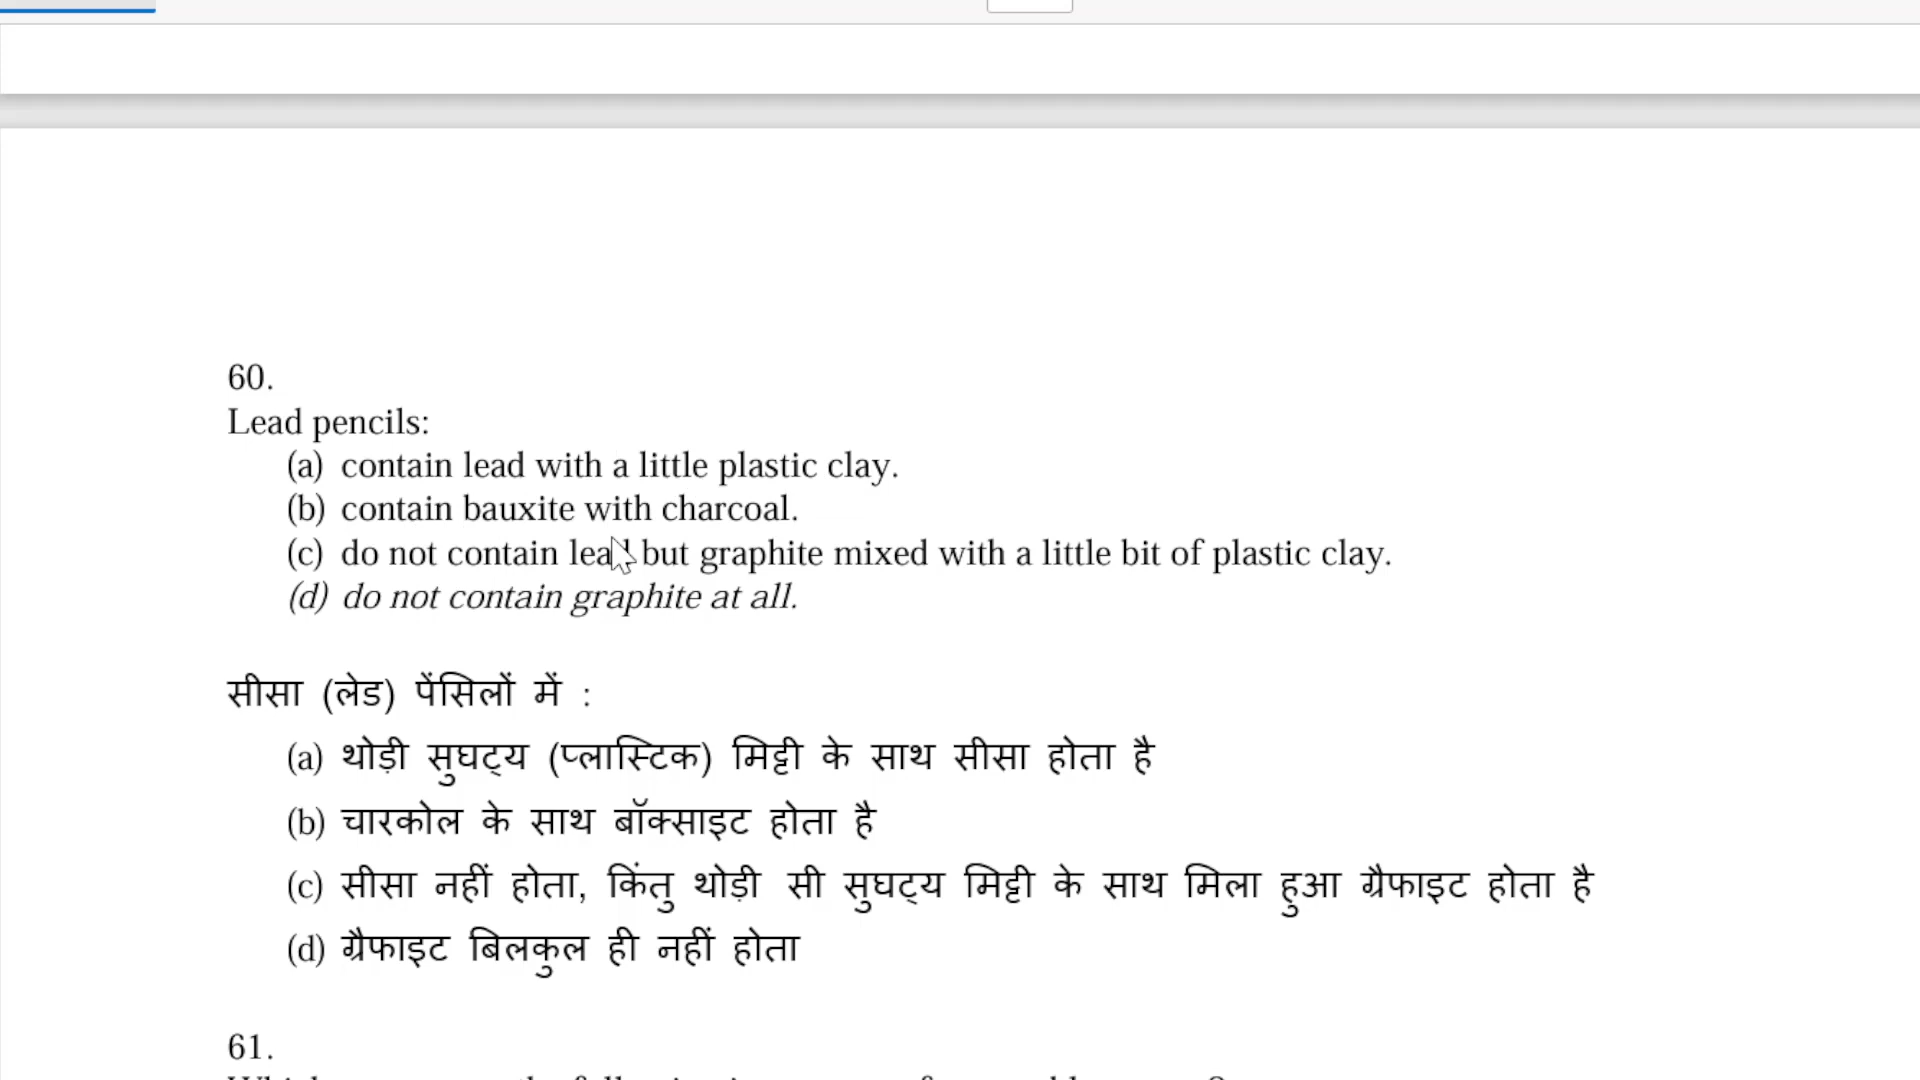 60.
Lead pencils:
(a) contain lead with a little plastic clay.
(b) contain bauxite with charcoal.
(c) do not contain lead but graphite mixed with a little bit of plastic clay.
(d) do not contain graphite at all.
सीसा (लेड) पेंसिलों में :
(a) थोड़ी सुघट्य (प्लास्टिक) मिट्टी के साथ सीसा होता है
(b) चारकोल के साथ बॉक्साइट होता है
(c) सीसा नहीं होता, किंतु थोड़ी सी सुघट्य मिट्टी के साथ मिला हुआ ग्रैफाइट होता है
(d) ग्रैफाइट बिलकुल ही नहीं होता
61.